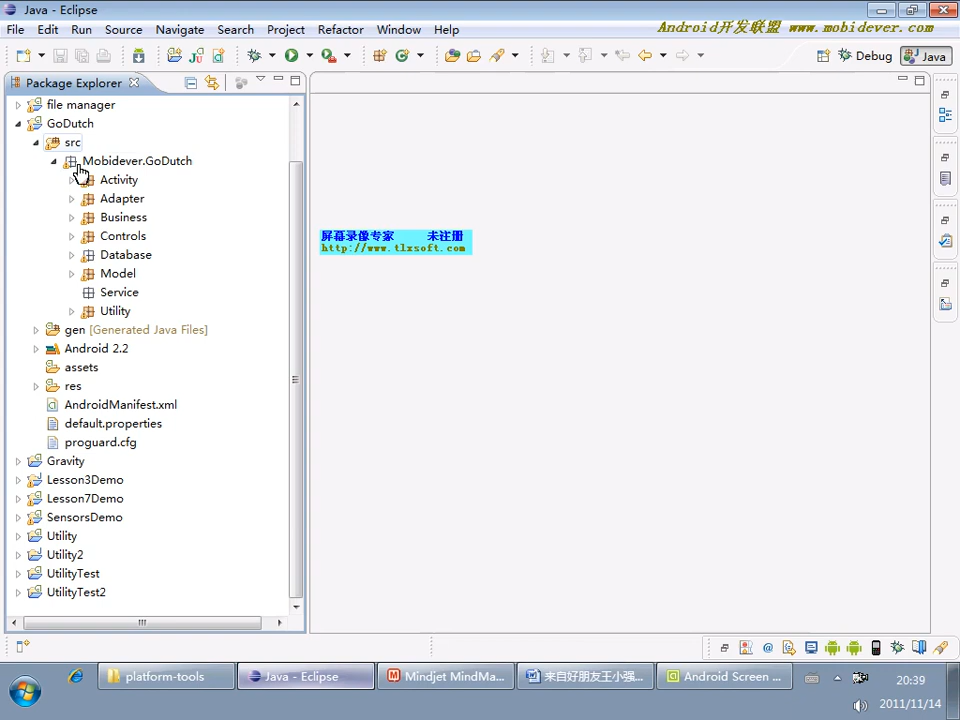 Java - Eclipse
File Edit Run Source Navigate Search Project Refactor Window Help
Android开发联盟 www.mobidever.com
Debug
Java
Package Explorer
file manager
GoDutch
src
Mobidever.GoDutch
Activity
Adapter
Business
Controls
Database
Model
Service
Utility
gen [Generated Java Files]
Android 2.2
assets
res
AndroidManifest.xml
default.properties
proguard.cfg
Gravity
Lesson3Demo
Lesson7Demo
SensorsDemo
Utility
Utility2
UtilityTest
UtilityTest2
屏幕录像专家 未注册
http://www.tlxsoft.com
platform-tools
Java - Eclipse
Mindjet MindMa...
来自好朋友王小强...
Android Screen ...
20:39
2011/11/14